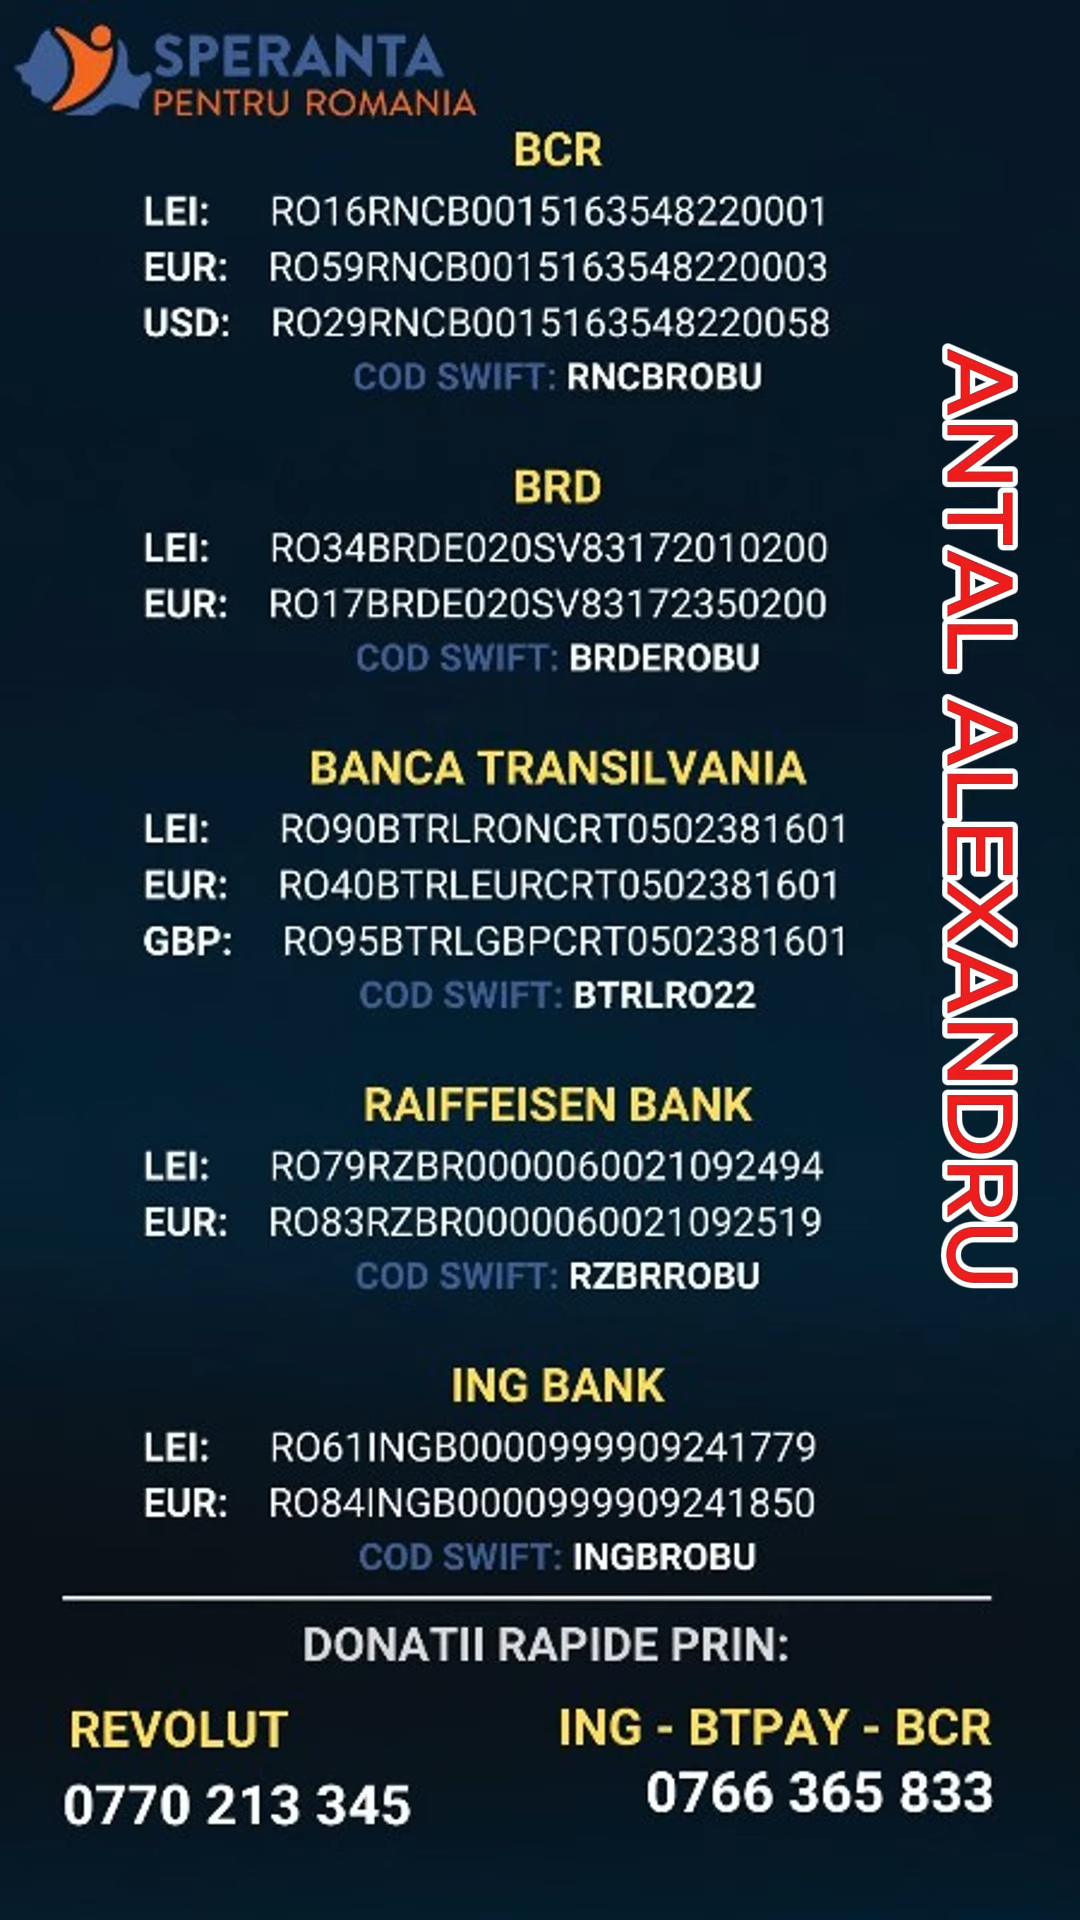 SPERANTA
PENTRU ROMANIA
BCR
LEI: RO16RNCB0015163548220001
EUR: RO59RNCB0015163548220003
USD: RO29RNCB0015163548220058
COD SWIFT: RNCBROBU
BRD
LEI: RO34BRDE020SV83172010200
EUR: RO17BRDE020SV83172350200
COD SWIFT: BRDEROBU
BANCA TRANSILVANIA
LEI: RO90BTRLRONCRT0502381601
EUR: RO40BTRLEURCRT0502381601
GBP: RO95BTRLGBPCRT0502381601
COD SWIFT: BTRLRO22
RAIFFEISEN BANK
LEI: RO79RZBR0000060021092494
EUR: RO83RZBR0000060021092519
COD SWIFT: RZBRROBU
ING BANK
LEI: RO61INGB0000999909241779
EUR: RO84INGB0000999909241850
COD SWIFT: INGBROBU
DONATII RAPIDE PRIN:
REVOLUT
0770 213 345
ING - BTPAY - BCR
0766 365 833
ANTAL ALEXANDRU